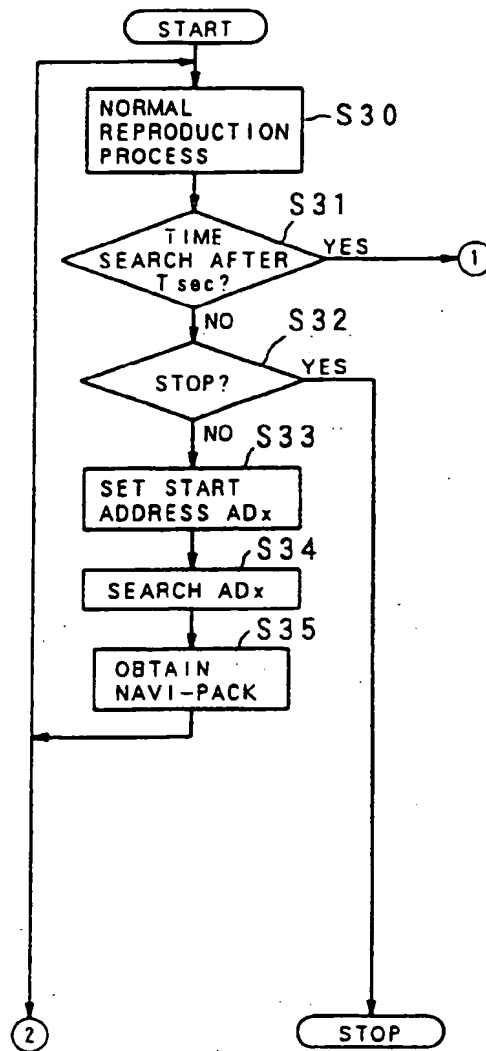 START
NORMAL
REPRODUCTION
PROCESS
S30
S31
TIME
SEARCH AFTER
Tsec?
YES
1
NO
S32
STOP?
YES
NO
S33
SET START
ADDRESS ADx
S34
SEARCH ADx
S35
OBTAIN
NAVI-PACK
2
STOP